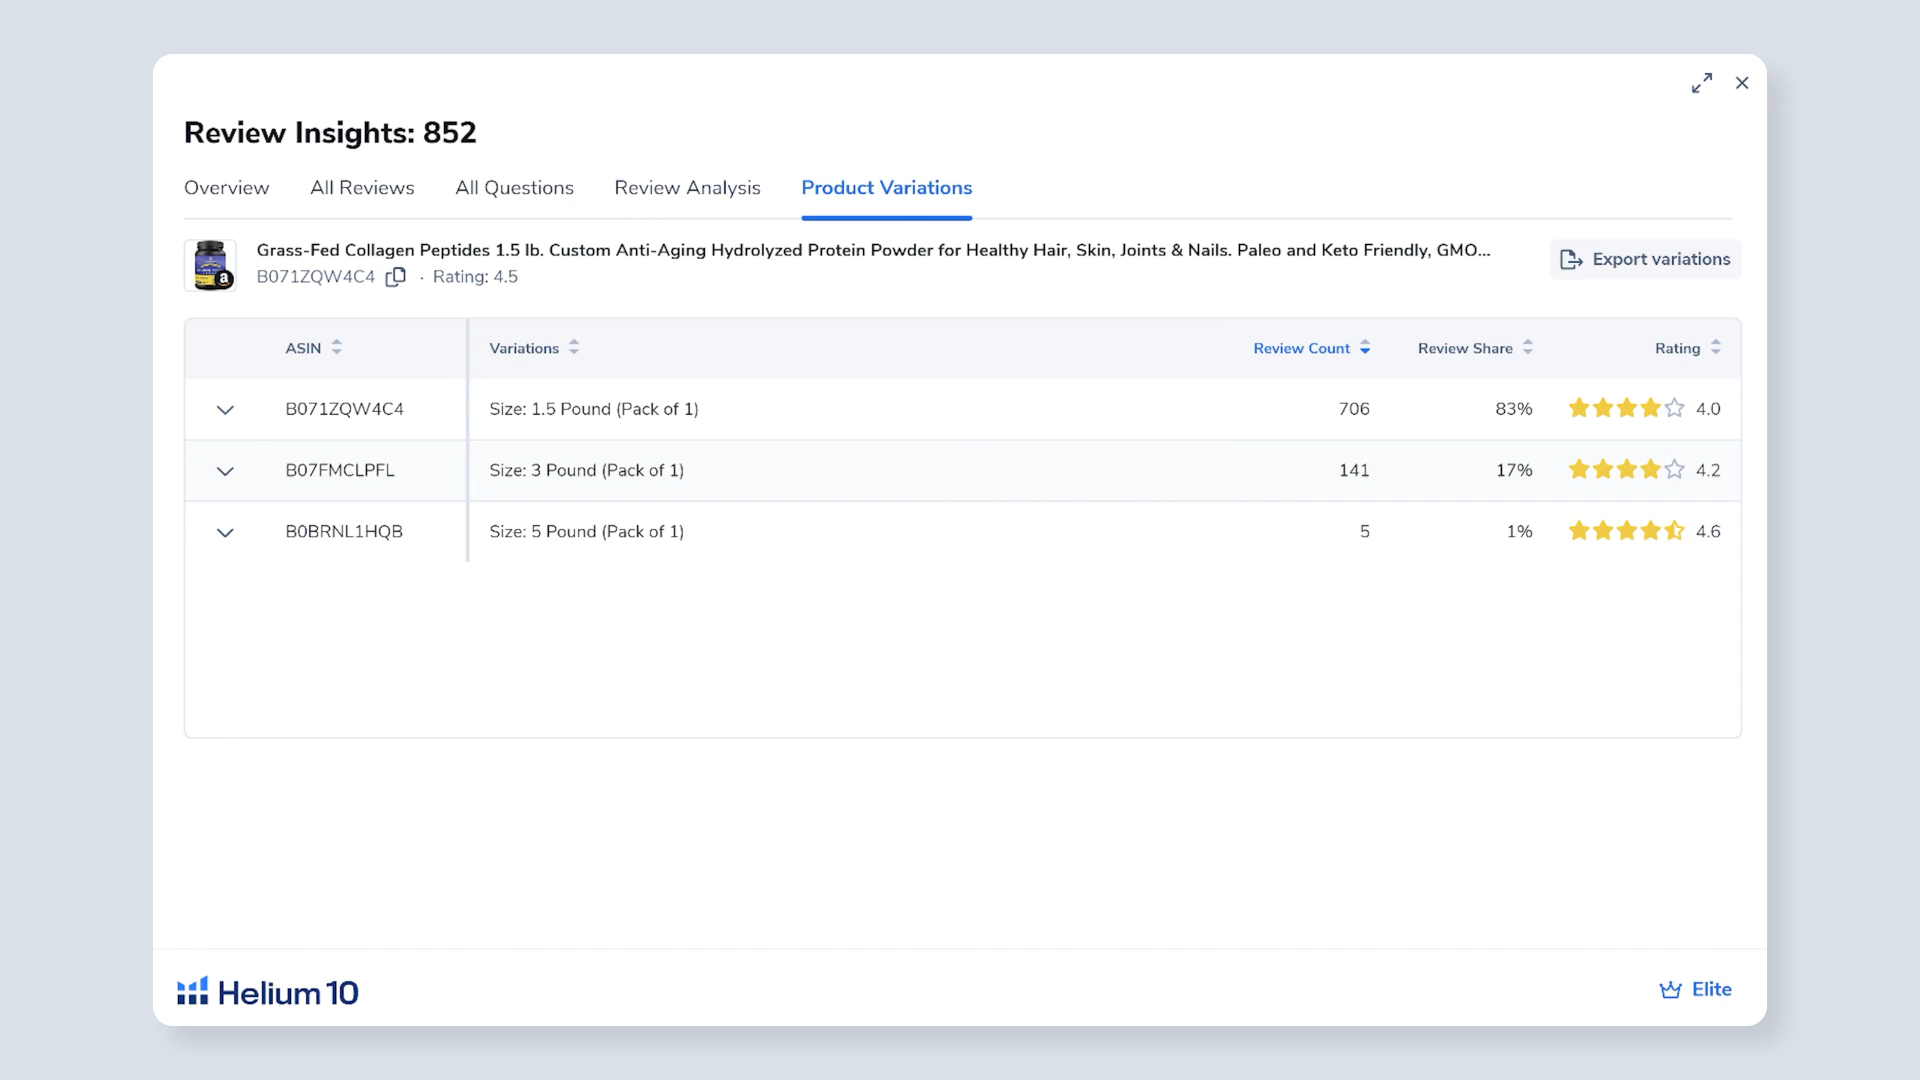 Review Insights: 852
Overview All Reviews All Questions Review Analysis Product Variations
Grass-Fed Collagen Peptides 1.5 lb. Custom Anti-Aging Hydrolyzed Protein Powder for Healthy Hair, Skin, Joints & Nails. Paleo and Keto Friendly, GMO...
B071ZQW4C4 · Rating: 4.5
Export variations
ASIN Variations Review Count Review Share Rating
B071ZQW4C4 Size: 1.5 Pound (Pack of 1) 706 83% 4.0
B07FMCLPFL Size: 3 Pound (Pack of 1) 141 17% 4.2
B0BRNL1HQB Size: 5 Pound (Pack of 1) 5 1% 4.6
Helium 10
Elite